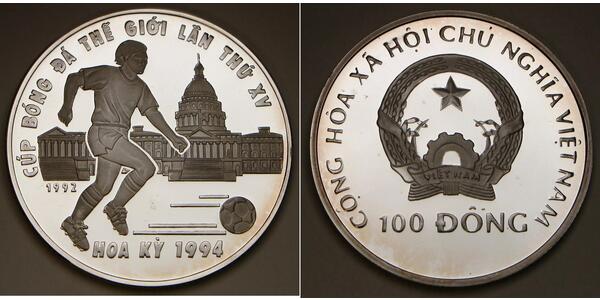 CÚP BÓNG ĐÁ THẾ GIỚI LẦN THỨ XV
1992
HOA KỲ 1994
CỘNG HÒA XÃ HỘI CHỦ NGHĨA VIỆT NAM
VIỆT NAM
100 ĐỒNG